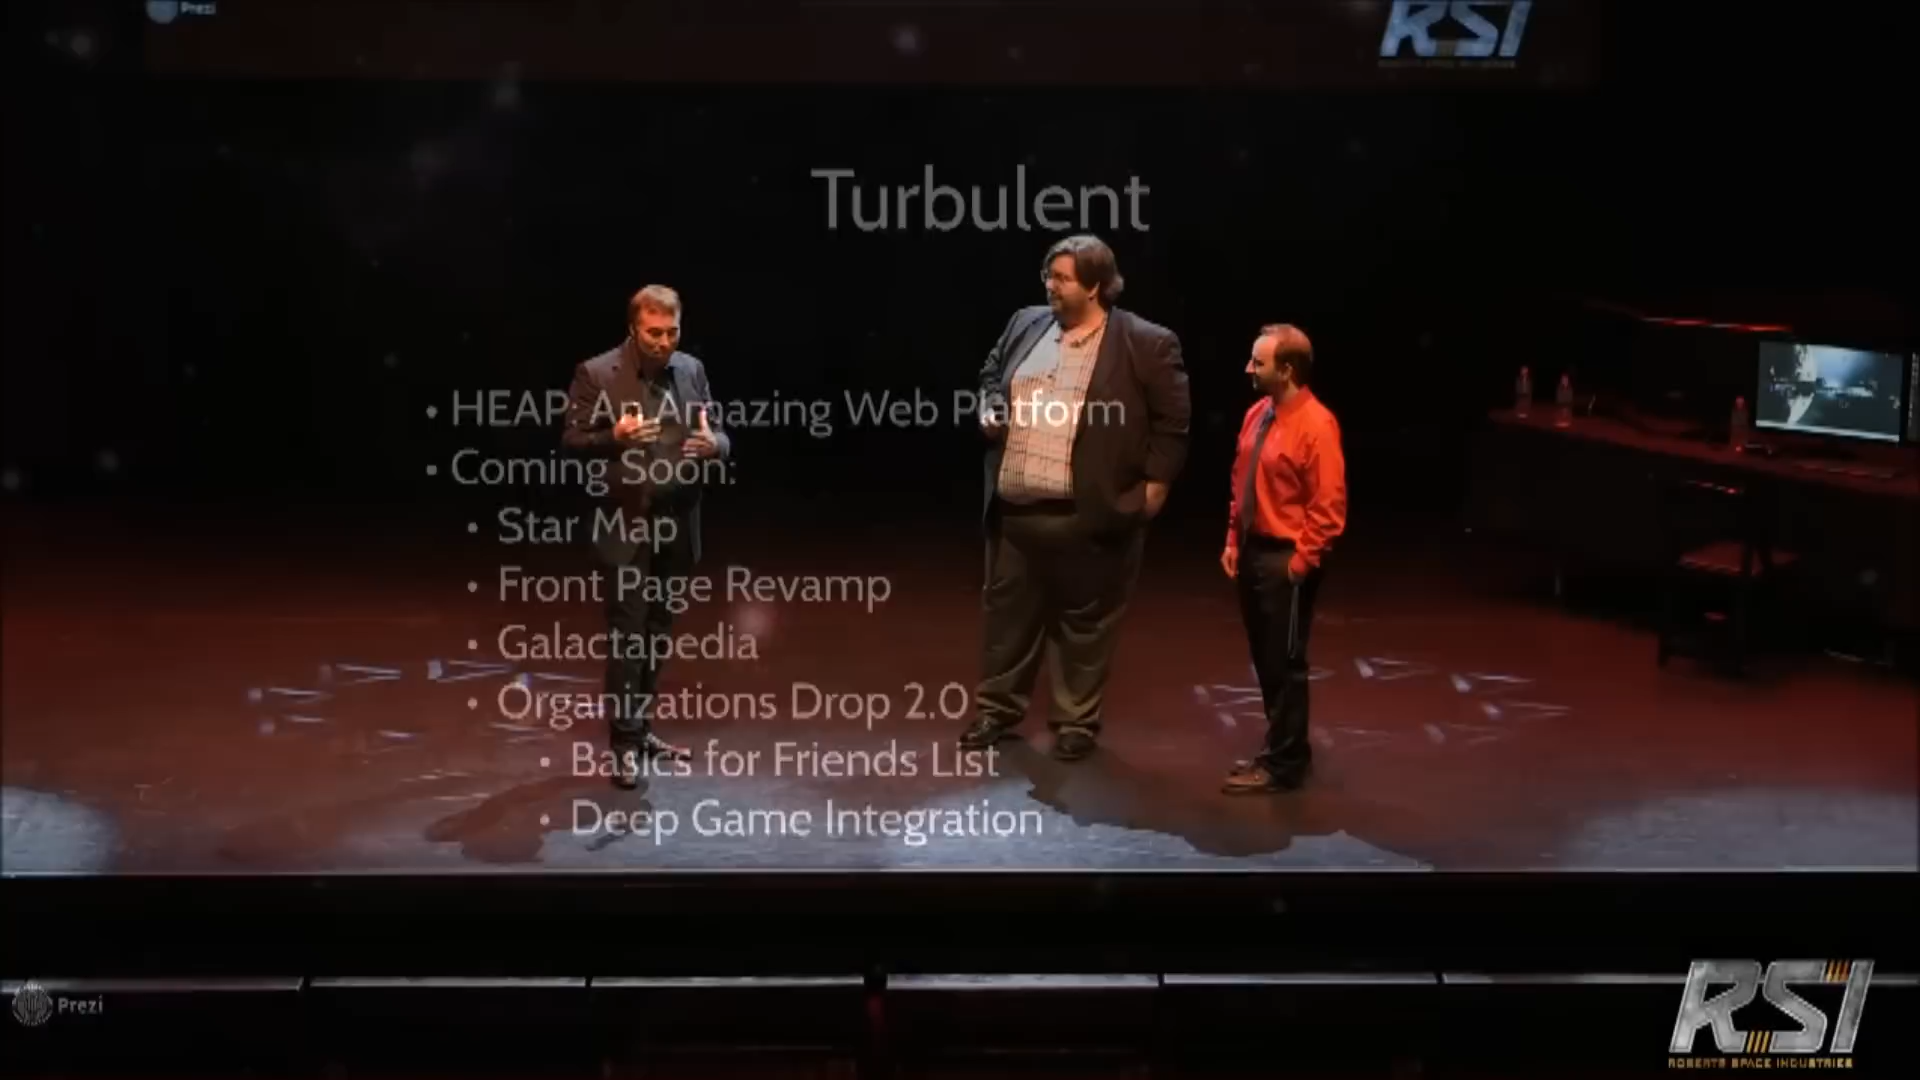 Prezi
RSI
Turbulent
• HEAP: An Amazing Web Platform
• Coming Soon:
• Star Map
• Front Page Revamp
• Galactapedia
• Organizations Drop 2.0
• Basics for Friends List
• Deep Game Integration
Prezi
RSI
ROBERTS SPACE INDUSTRIES